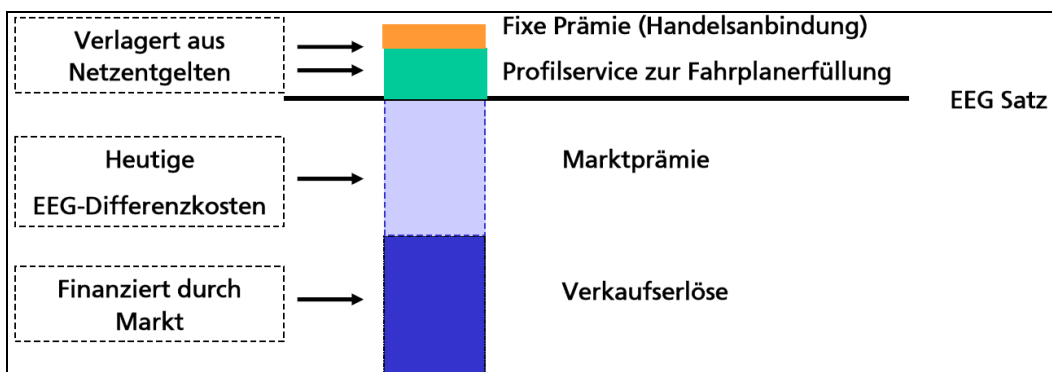 Verlagert aus
Netzentgelten
Fixe Prämie (Handelsanbindung)
Profilservice zur Fahrplanerfüllung
EEG Satz
Heutige
EEG-Differenzkosten
Marktprämie
Finanziert durch
Markt
Verkaufserlöse